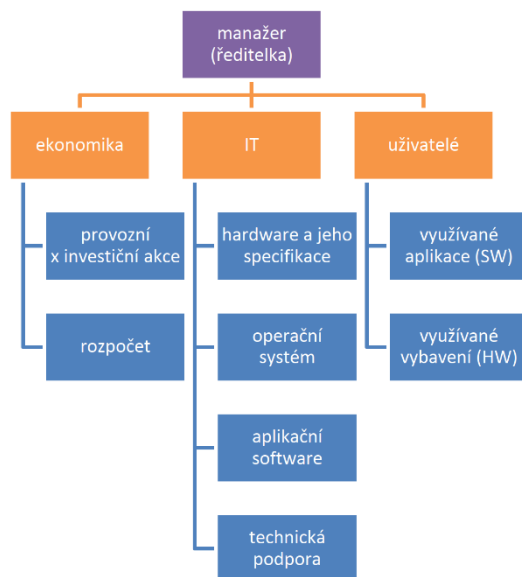 manažer
(ředitelka)
ekonomika
IT
uživatelé
provozní
x investiční akce
hardware a jeho
specifikace
využívané
aplikace (SW)
rozpočet
operační
systém
využívané
vybavení (HW)
aplikační
software
technická
podpora